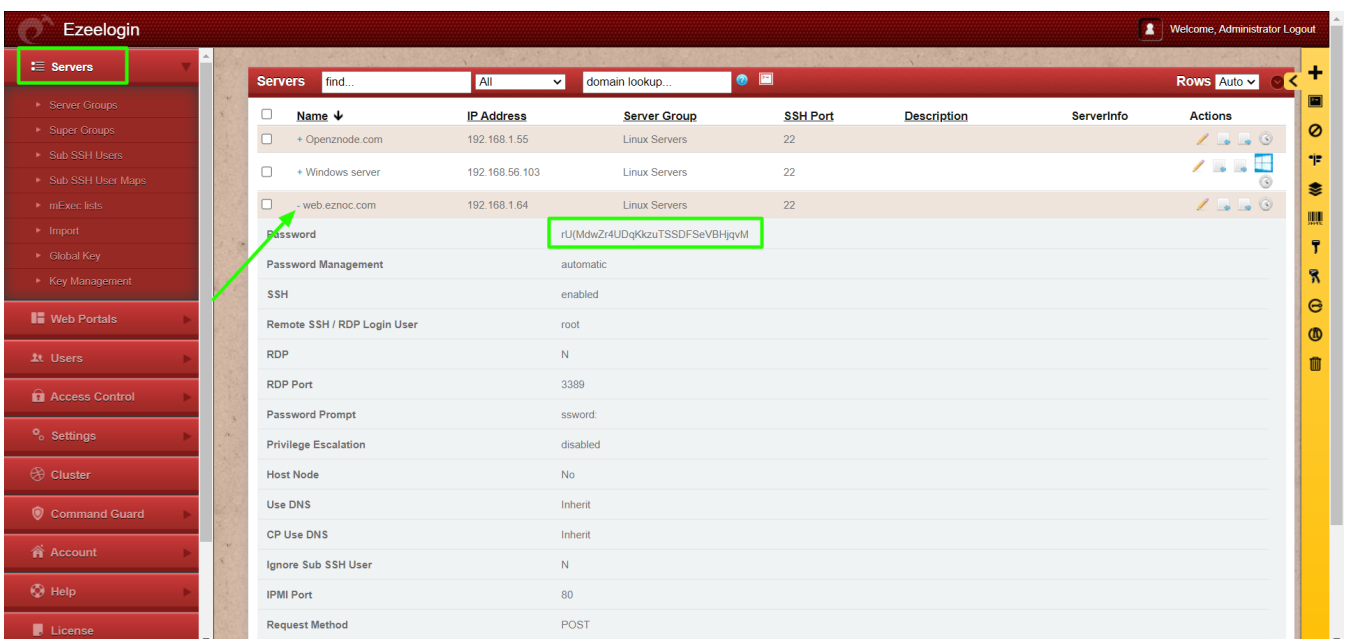 Ezeelogin
Welcome, Administrator Logout
Servers
Server Groups
Super Groups
Sub SSH Users
Sub SSH User Maps
mExec lists
Import
Global Key
Key Management
Web Portals
Users
Access Control
Settings
Cluster
Command Guard
Account
Help
License
Servers find... All domain lookup... Rows Auto
Name IP Address Server Group SSH Port Description ServerInfo Actions
+ Openznode.com 192.168.1.55 Linux Servers 22
+ Windows server 192.168.56.103 Linux Servers 22
- web.eznoc.com 192.168.1.64 Linux Servers 22
Password rU(MdwZr4UDqKkzuTSSDFSeVBHjqvM
Password Management automatic
SSH enabled
Remote SSH / RDP Login User root
RDP N
RDP Port 3389
Password Prompt ssword:
Privilege Escalation disabled
Host Node No
Use DNS Inherit
CP Use DNS Inherit
Ignore Sub SSH User N
IPMI Port 80
Request Method POST